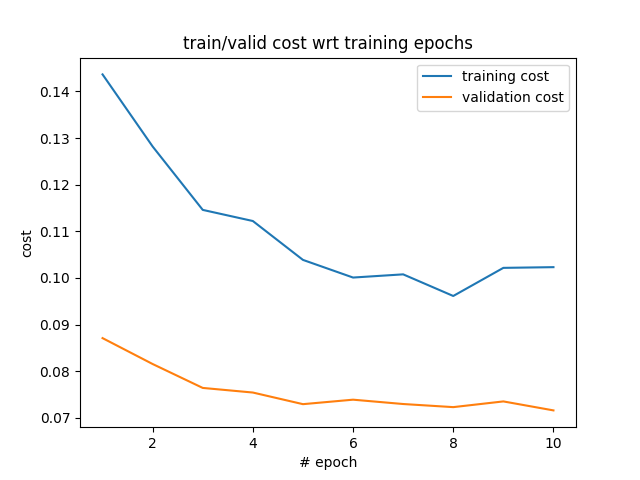 train/valid cost wrt training epochs
training cost
validation cost
0.14
0.13
0.12
0.11
0.10
0.09
0.08
0.07
cost
2 4 6 8 10
# epoch